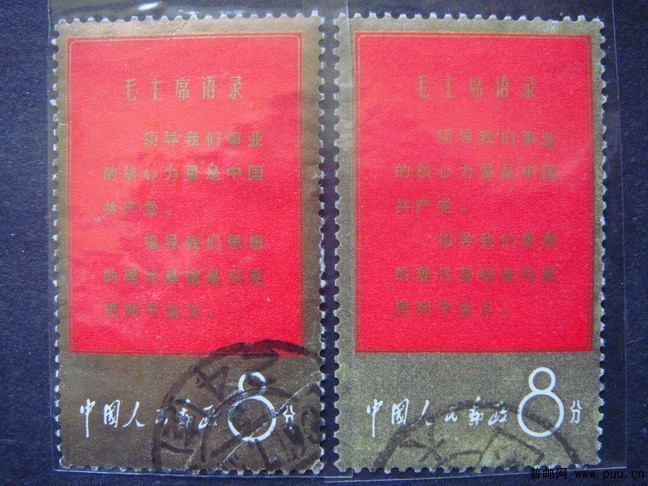 毛主席语录
领导我们事业
的核心力量是中国
共产党。
指导我们思想
的理论基础是马克
思列宁主义。
中国人民邮政 8分
毛主席语录
领导我们事业
的核心力量是中国
共产党。
指导我们思想
的理论基础是马克
思列宁主义。
中国人民邮政 8分
普邮网 www.puu.cn